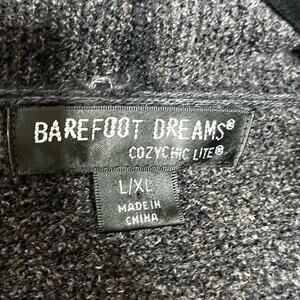 BAREFOOT DREAMS®
COZYCHIC LITE®
L/XL
MADE IN
CHINA